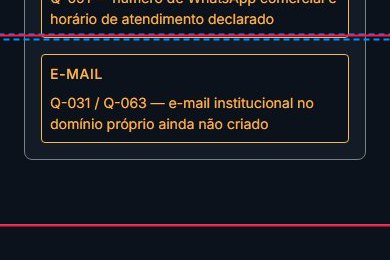 horário de atendimento declarado
E-MAIL
Q-031 / Q-063 — e-mail institucional no
domínio próprio ainda não criado